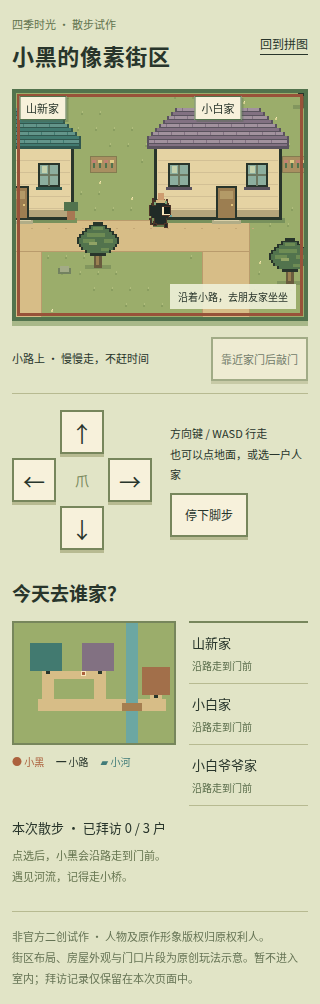 四季时光 · 散步试作
小黑的像素街区
回到拼图
山新家
小白家
沿着小路，去朋友家坐坐
小路上 · 慢慢走，不赶时间
靠近家门后敲门
↑
← 爪 →
↓
方向键 / WASD 行走
也可以点地面，或选一户人
家
停下脚步
今天去谁家?
山新家
沿路走到门前
小白家
沿路走到门前
小白爷爷家
沿路走到门前
小黑 小路 小河
本次散步 · 已拜访 0 / 3 户
点选后，小黑会沿路走到门前。
遇见河流，记得走小桥。
非官方二创试作 · 人物及原作形象版权归原权利人。
街区布局、房屋外观与门口片段为原创玩法示意。暂不进入
室内；拜访记录仅保留在本次页面中。